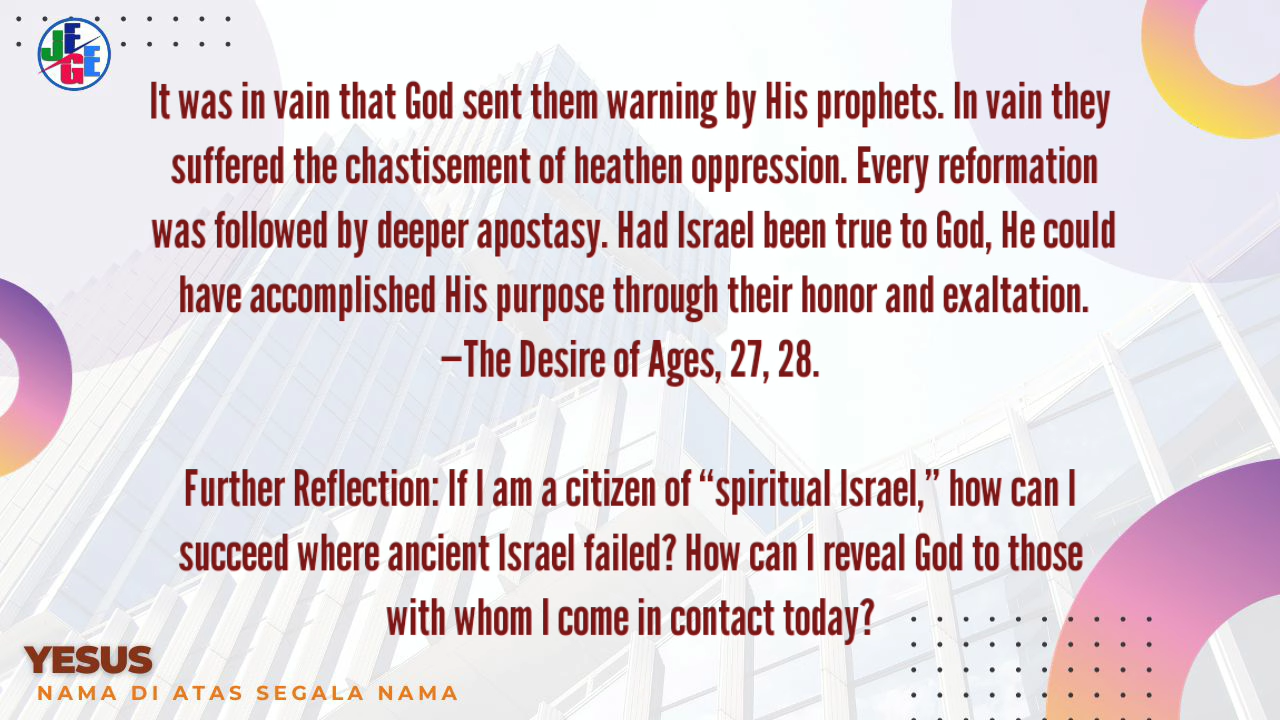 JEGE
It was in vain that God sent them warning by His prophets. In vain they
suffered the chastisement of heathen oppression. Every reformation
was followed by deeper apostasy. Had Israel been true to God, He could
have accomplished His purpose through their honor and exaltation.
—The Desire of Ages, 27, 28.
Further Reflection: If I am a citizen of “spiritual Israel,” how can I
succeed where ancient Israel failed? How can I reveal God to those
with whom I come in contact today?
YESUS
NAMA DI ATAS SEGALA NAMA